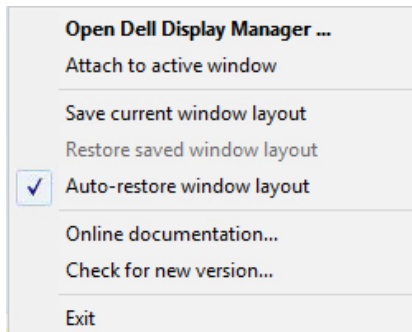 Open Dell Display Manager ...
Attach to active window
Save current window layout
Restore saved window layout
Auto-restore window layout
Online documentation...
Check for new version...
Exit